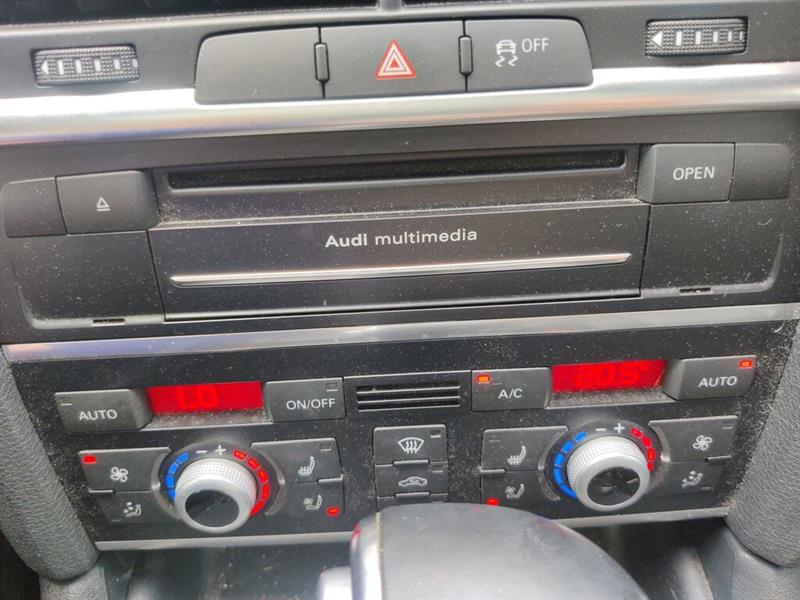 OFF
OPEN
Audi multimedia
LO
20.5°
AUTO
ON/OFF
A/C
AUTO